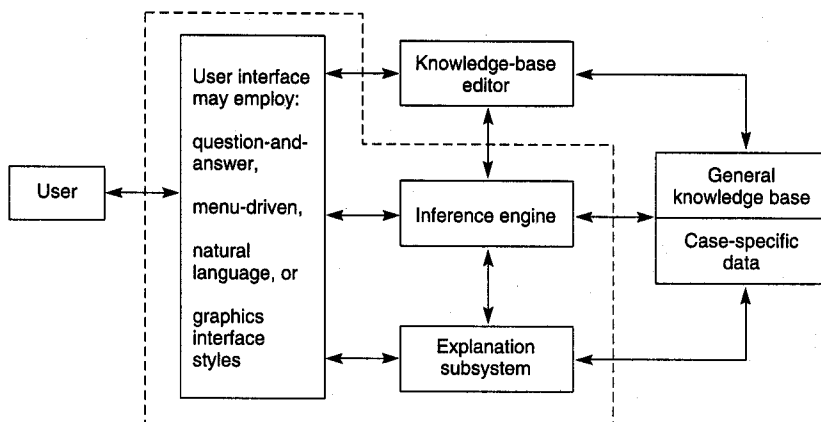 User
User interface
may employ:
question-and-
answer,
menu-driven,
natural
language, or
graphics
interface
styles
Knowledge-base
editor
Inference engine
Explanation
subsystem
General
knowledge base
Case-specific
data